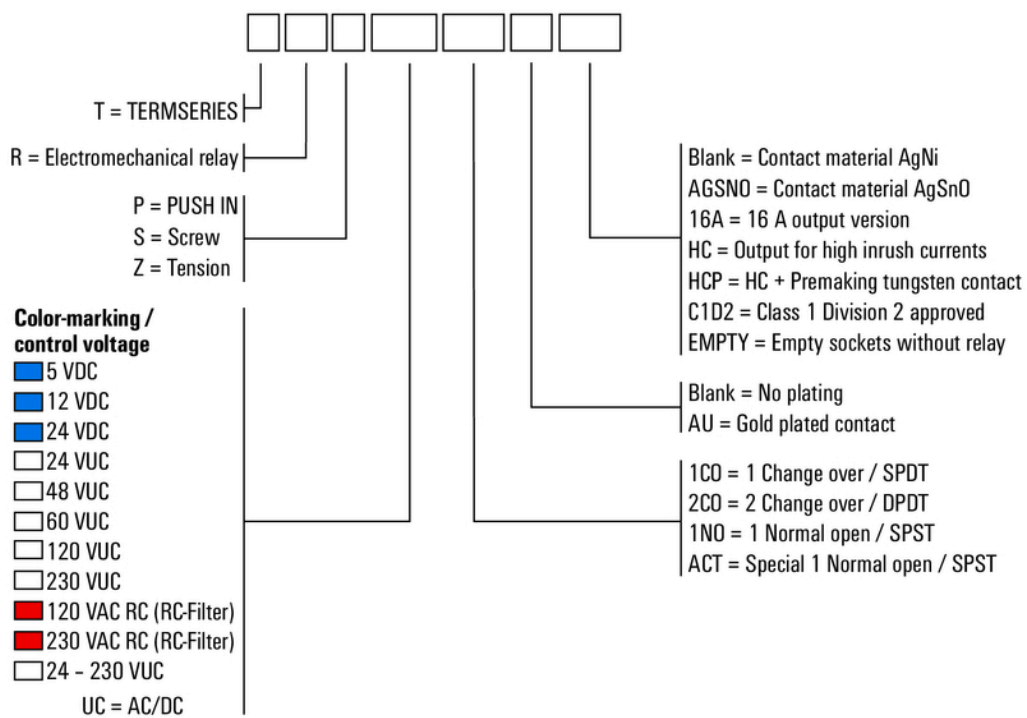 T = TERMSERIES
R = Electromechanical relay
P = PUSH IN
S = Screw
Z = Tension
Color-marking /
control voltage
5 VDC
12 VDC
24 VDC
24 VUC
48 VUC
60 VUC
120 VUC
230 VUC
120 VAC RC (RC-Filter)
230 VAC RC (RC-Filter)
24 – 230 VUC
UC = AC/DC
Blank = Contact material AgNi
AGSNO = Contact material AgSnO
16A = 16 A output version
HC = Output for high inrush currents
HCP = HC + Premaking tungsten contact
C1D2 = Class 1 Division 2 approved
EMPTY = Empty sockets without relay
Blank = No plating
AU = Gold plated contact
1CO = 1 Change over / SPDT
2CO = 2 Change over / DPDT
1NO = 1 Normal open / SPST
ACT = Special 1 Normal open / SPST